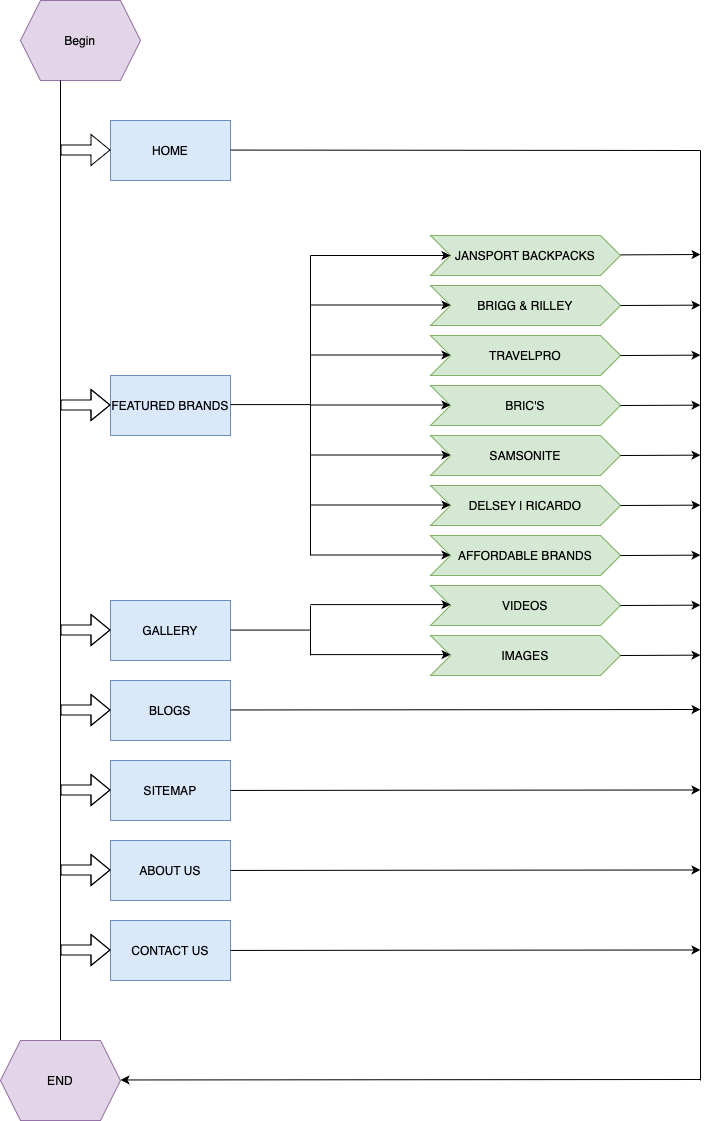 Begin
HOME
JANSPORT BACKPACKS
BRIGG & RILLEY
TRAVELPRO
FEATURED BRANDS
BRIC'S
SAMSONITE
DELSEY | RICARDO
AFFORDABLE BRANDS
GALLERY
VIDEOS
IMAGES
BLOGS
SITEMAP
ABOUT US
CONTACT US
END